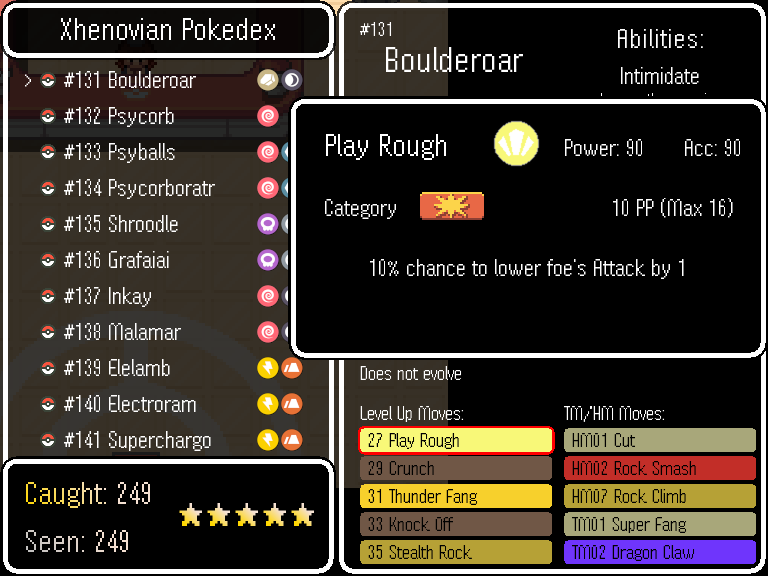 Xhenovian Pokedex
> #131 Boulderoar
#132 Psycorb
#133 Psyballs
#134 Psycorboratr
#135 Shroodle
#136 Grafaiai
#137 Inkay
#138 Malamar
#139 Elelamb
#140 Electroram
#141 Superchargo
Caught: 249
Seen: 249
#131
Boulderoar
Abilities:
Intimidate
Play Rough
Power: 90 Acc: 90
Category
10 PP (Max 16)
10% chance to lower foe's Attack by 1
Does not evolve
Level Up Moves:
27 Play Rough
29 Crunch
31 Thunder Fang
33 Knock Off
35 Stealth Rock
TM/HM Moves:
HM01 Cut
HM02 Rock Smash
HM07 Rock Climb
TM01 Super Fang
TM02 Dragon Claw